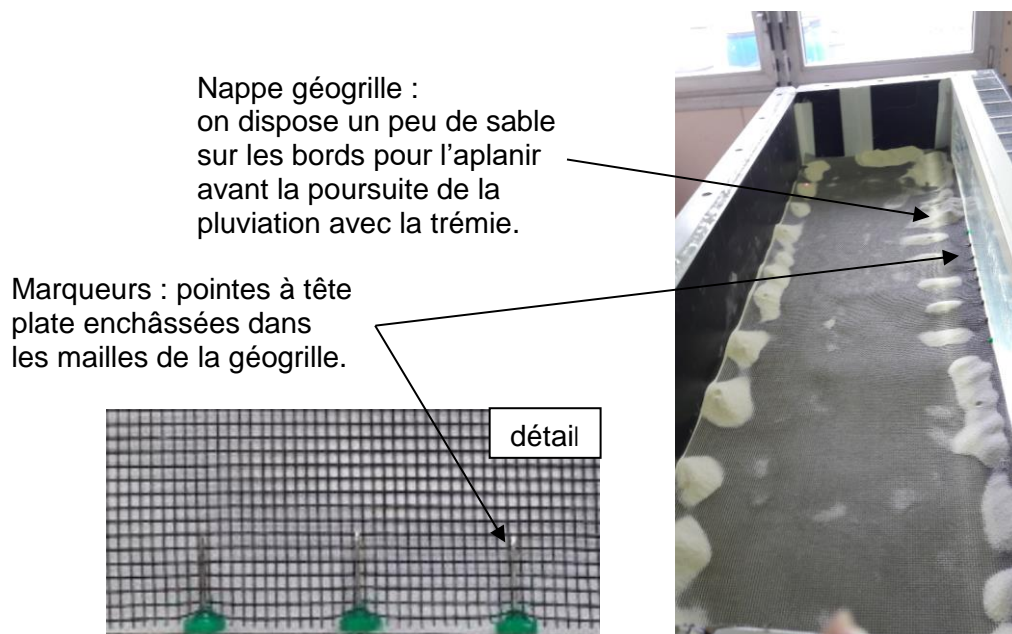 Nappe géogrille :
on dispose un peu de sable
sur les bords pour l’aplanir
avant la poursuite de la
pluviation avec la trémie.
Marqueurs : pointes à tête
plate enchâssées dans
les mailles de la géogrille.
détail